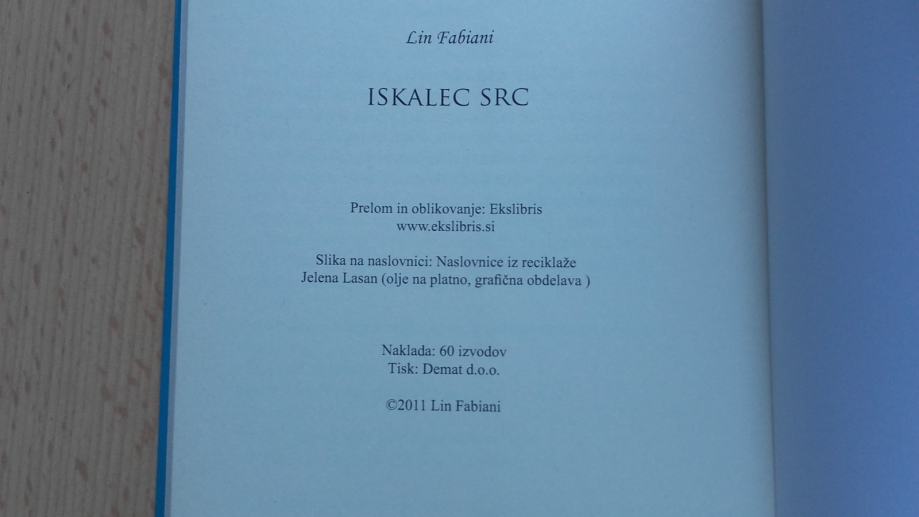 Lin Fabiani
ISKALEC SRC
Prelom in oblikovanje: Ekslibris
www.ekslibris.si
Slika na naslovnici: Naslovnice iz reciklaže
Jelena Lasan (olje na platno, grafična obdelava )
Naklada: 60 izvodov
Tisk: Demat d.o.o.
©2011 Lin Fabiani